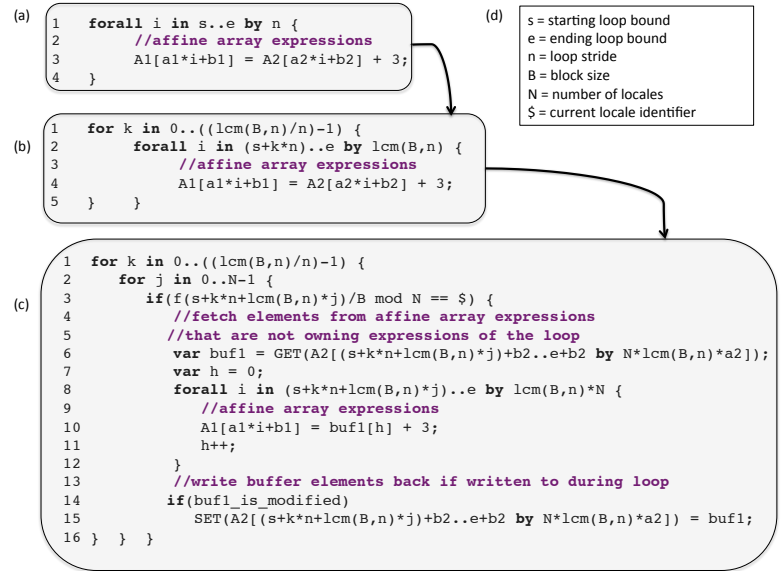 (a)
1 forall i in s..e by n {
2 //affine array expressions
3 A1[a1*i+b1] = A2[a2*i+b2] + 3;
4 }
(d)
s = starting loop bound
e = ending loop bound
n = loop stride
B = block size
N = number of locales
$ = current locale identifier
(b)
1 for k in 0..((lcm(B,n)/n)-1) {
2 forall i in (s+k*n)..e by lcm(B,n) {
3 //affine array expressions
4 A1[a1*i+b1] = A2[a2*i+b2] + 3;
5 } }
(c)
1 for k in 0..((lcm(B,n)/n)-1) {
2 for j in 0..N-1 {
3 if(f(s+k*n+lcm(B,n)*j)/B mod N == $) {
4 //fetch elements from affine array expressions
5 //that are not owning expressions of the loop
6 var buf1 = GET(A2[(s+k*n+lcm(B,n)*j)+b2..e+b2 by N*lcm(B,n)*a2]);
7 var h = 0;
8 forall i in (s+k*n+lcm(B,n)*j)..e by lcm(B,n)*N {
9 //affine array expressions
10 A1[a1*i+b1] = buf1[h] + 3;
11 h++;
12 }
13 //write buffer elements back if written to during loop
14 if(buf1_is_modified)
15 SET(A2[(s+k*n+lcm(B,n)*j)+b2..e+b2 by N*lcm(B,n)*a2]) = buf1;
16 } } }